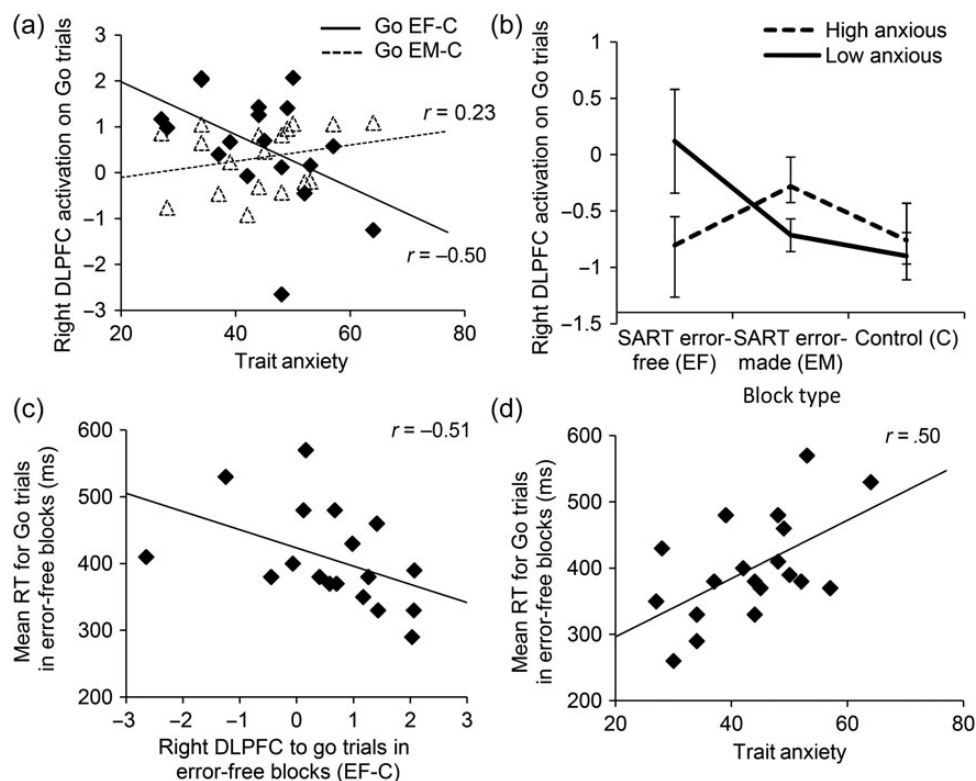 (a)
Right DLPFC activation on Go trials
3
2
1
0
–1
–2
–3
Go EF-C
Go EM-C
r = 0.23
r = –0.50
20 40 60 80
Trait anxiety
(b)
Right DLPFC activation on Go trials
1
0.5
0
–0.5
–1
–1.5
High anxious
Low anxious
SART error- SART error- Control (C)
free (EF) made (EM)
Block type
(c)
Mean RT for Go trials
in error-free blocks (ms)
600
500
400
300
200
r = –0.51
–3 –2 –1 0 1 2 3
Right DLPFC to go trials in
error-free blocks (EF-C)
(d)
Mean RT for Go trials
in error-free blocks (ms)
600
500
400
300
200
r = .50
20 40 60 80
Trait anxiety